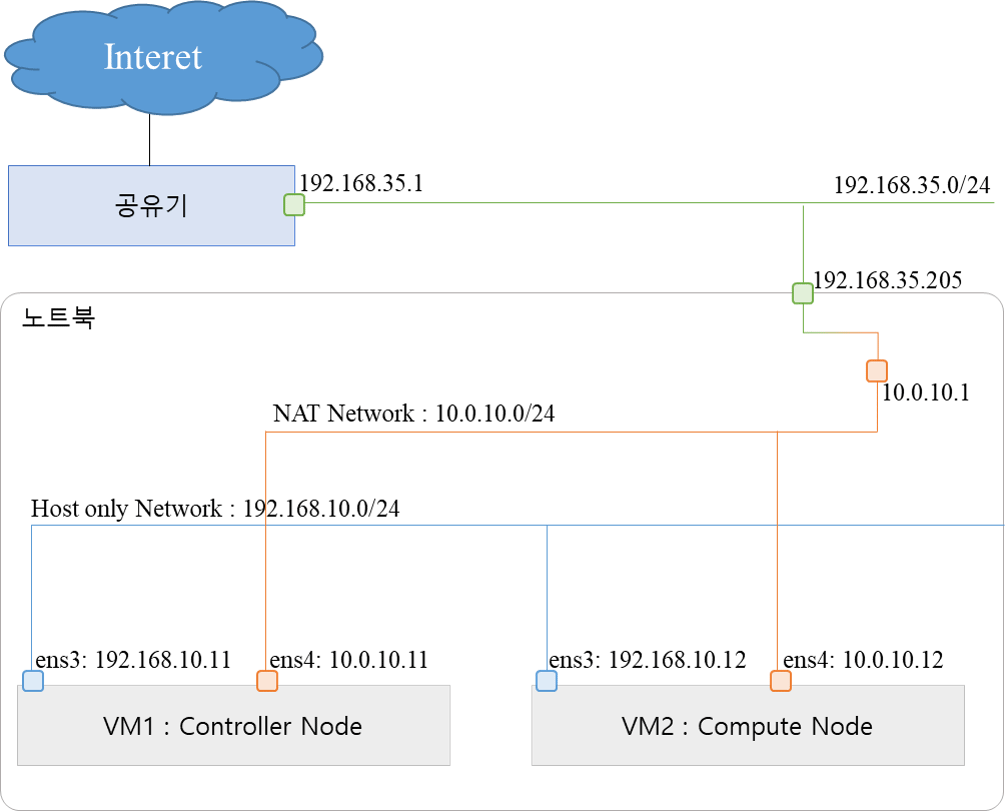 Interet
192.168.35.1
192.168.35.0/24
공유기
192.168.35.205
노트북
10.0.10.1
NAT Network : 10.0.10.0/24
Host only Network : 192.168.10.0/24
ens3: 192.168.10.11
ens4: 10.0.10.11
ens3: 192.168.10.12
ens4: 10.0.10.12
VM1 : Controller Node
VM2 : Compute Node